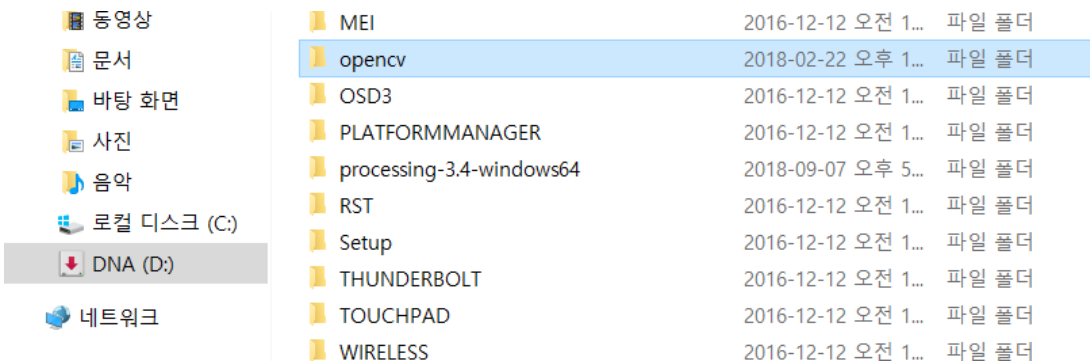 동영상
문서
바탕 화면
사진
음악
로컬 디스크 (C:)
DNA (D:)
네트워크
MEI 2016-12-12 오전 1... 파일 폴더
opencv 2018-02-22 오후 1... 파일 폴더
OSD3 2016-12-12 오전 1... 파일 폴더
PLATFORMMANAGER 2016-12-12 오전 1... 파일 폴더
processing-3.4-windows64 2018-09-07 오후 5... 파일 폴더
RST 2016-12-12 오전 1... 파일 폴더
Setup 2016-12-12 오전 1... 파일 폴더
THUNDERBOLT 2016-12-12 오전 1... 파일 폴더
TOUCHPAD 2016-12-12 오전 1... 파일 폴더
WIRELESS 2016-12-12 오전 1... 파일 폴더